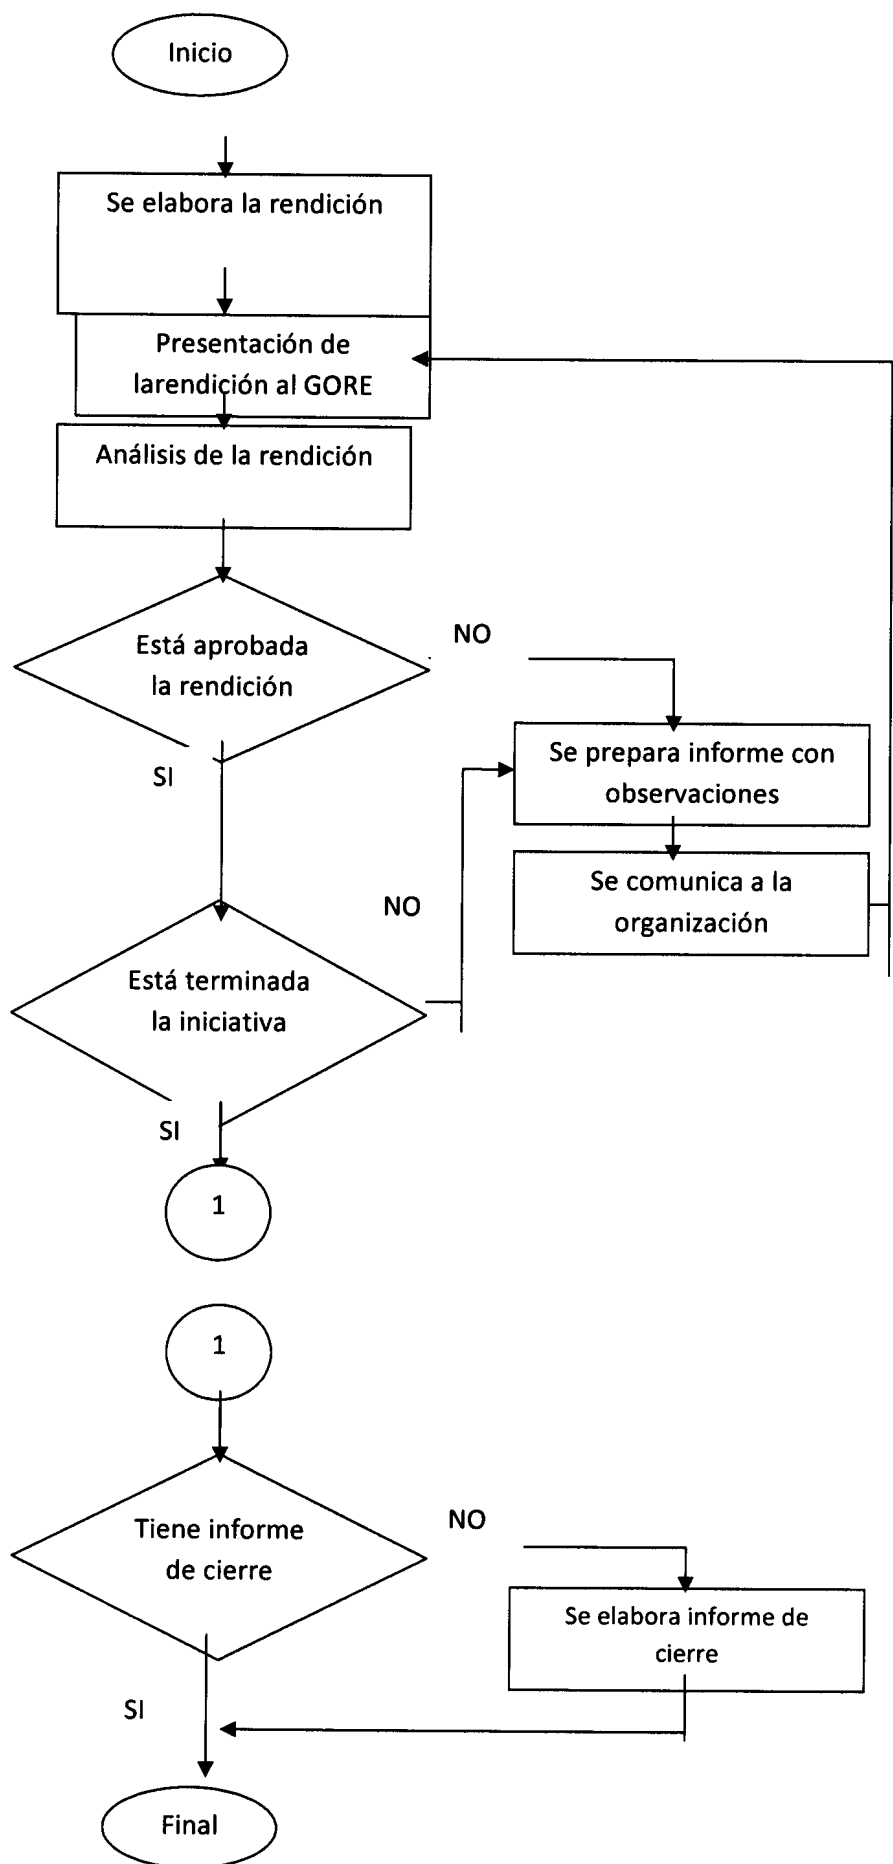 Inicio
Se elabora la rendición
Presentación de
larendición al GORE
Análisis de la rendición
NO
Está aprobada
la rendición
SI
Se prepara informe con
observaciones
Se comunica a la
organización
NO
Está terminada
la iniciativa
SI
1
1
NO
Tiene informe
de cierre
Se elabora informe de
cierre
SI
Final